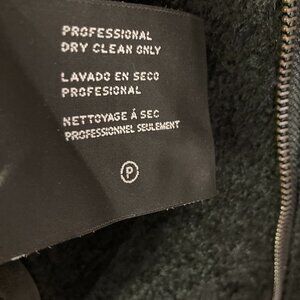 PROFESSIONAL
DRY CLEAN ONLY
LAVADO EN SECO
PROFESIONAL
NETTOYAGE Á SEC
PROFESSIONNEL SEULEMENT
P